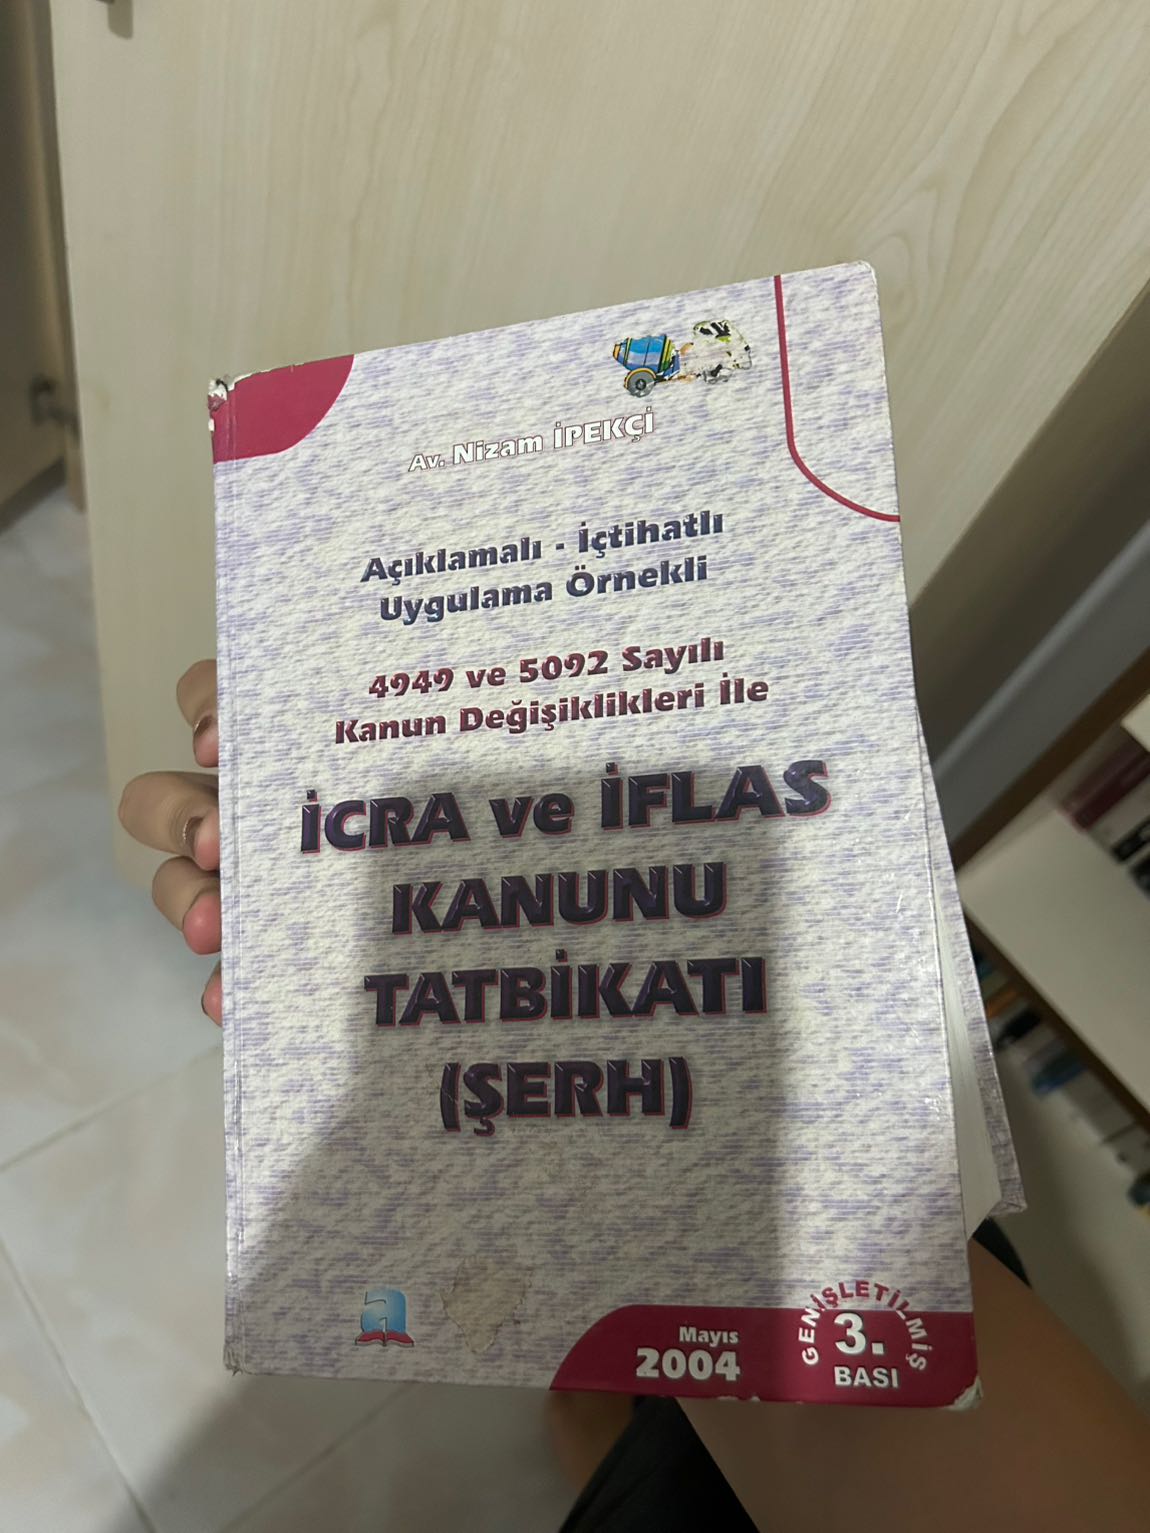 Av. Nizam İPEKÇİ
Açıklamalı - İçtihatlı
Uygulama Örnekli
4949 ve 5092 Sayılı
Kanun Değişiklikleri İle
İCRA ve İFLAS
KANUNU
TATBİKATI
(ŞERH)
a
Mayıs
2004
GENİŞLETİLMİŞ
3.
BASI